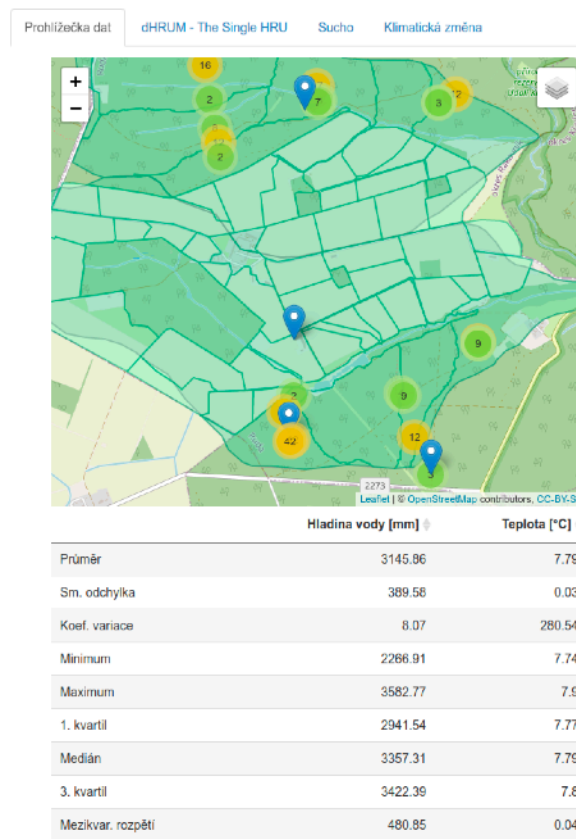 Prohlížečka dat dHRUM - The Single HRU Sucho Klimatická změna
+
−
16
2
7
3
2
2
9
9
42
12
3
2273
Leaflet | © OpenStreetMap contributors, CC-BY-S
Hladina vody [mm] Teplota [°C]
Průměr 3145.86 7.79
Sm. odchylka 389.58 0.03
Koef. variace 8.07 280.54
Minimum 2266.91 7.74
Maximum 3582.77 7.9
1. kvartil 2941.54 7.77
Medián 3357.31 7.79
3. kvartil 3422.39 7.8
Mezikvar. rozpětí 480.85 0.04